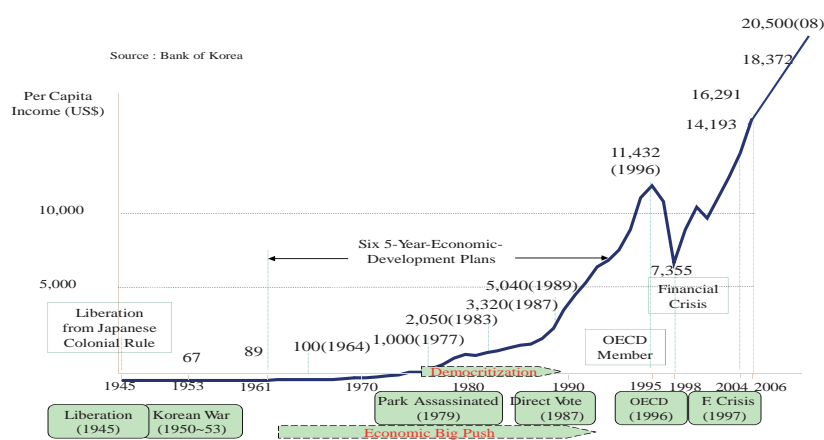 20,500(08)
Source : Bank of Korea
18,372
Per Capita
Income (US$)
16,291
14,193
11,432
(1996)
10,000
Six 5-Year-Economic-
Development Plans
7,355
5,000
5,040(1989)
Financial
Crisis
3,320(1987)
Liberation
from Japanese
Colonial Rule
2,050(1983)
1,000(1977)
100(1964)
OECD
Member
67
89
Democritization
1945
1953
1961
1970
1980
1990
1995
1998
2004
2006
Liberation
(1945)
Korean War
(1950~53)
Park Assassinated
(1979)
Direct Vote
(1987)
OECD
(1996)
F. Crisis
(1997)
Economic Big Push